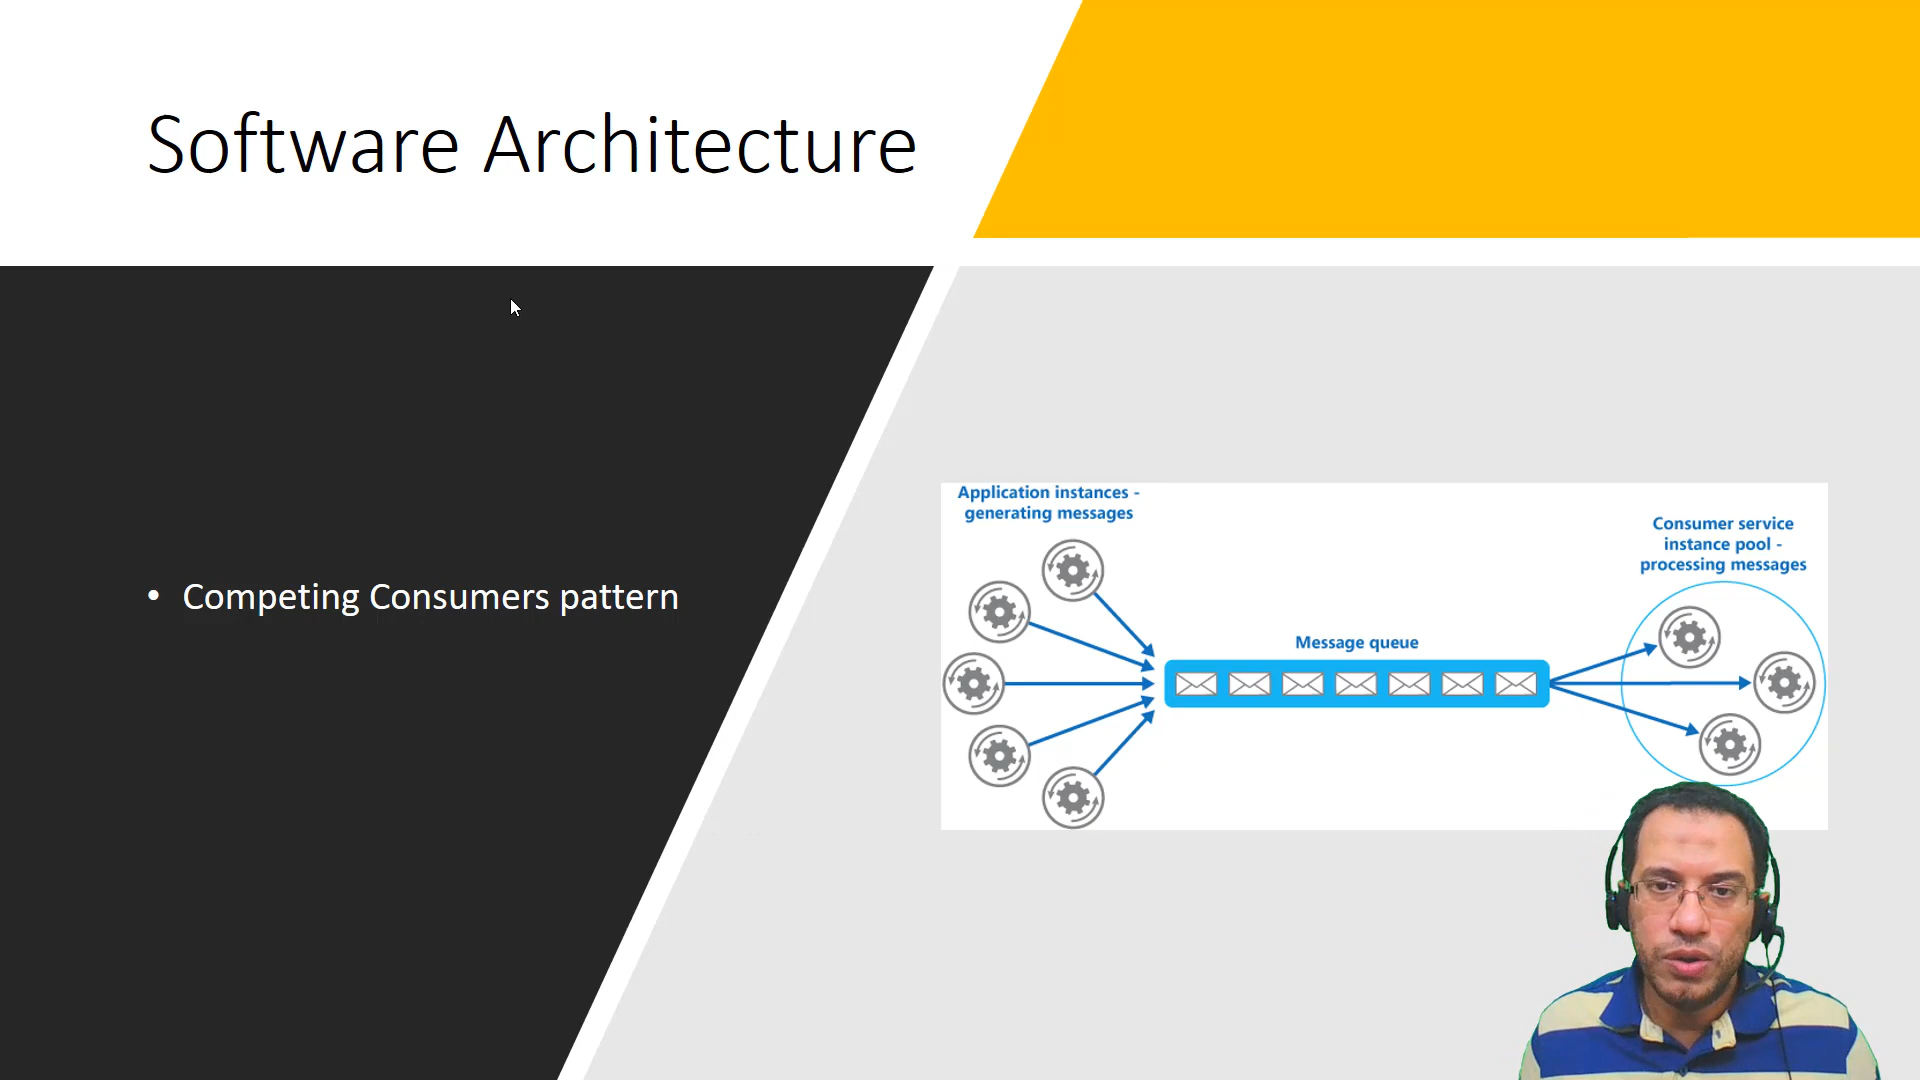 Software Architecture
• Competing Consumers pattern
Application instances -
generating messages
Message queue
Consumer service
instance pool -
processing messages